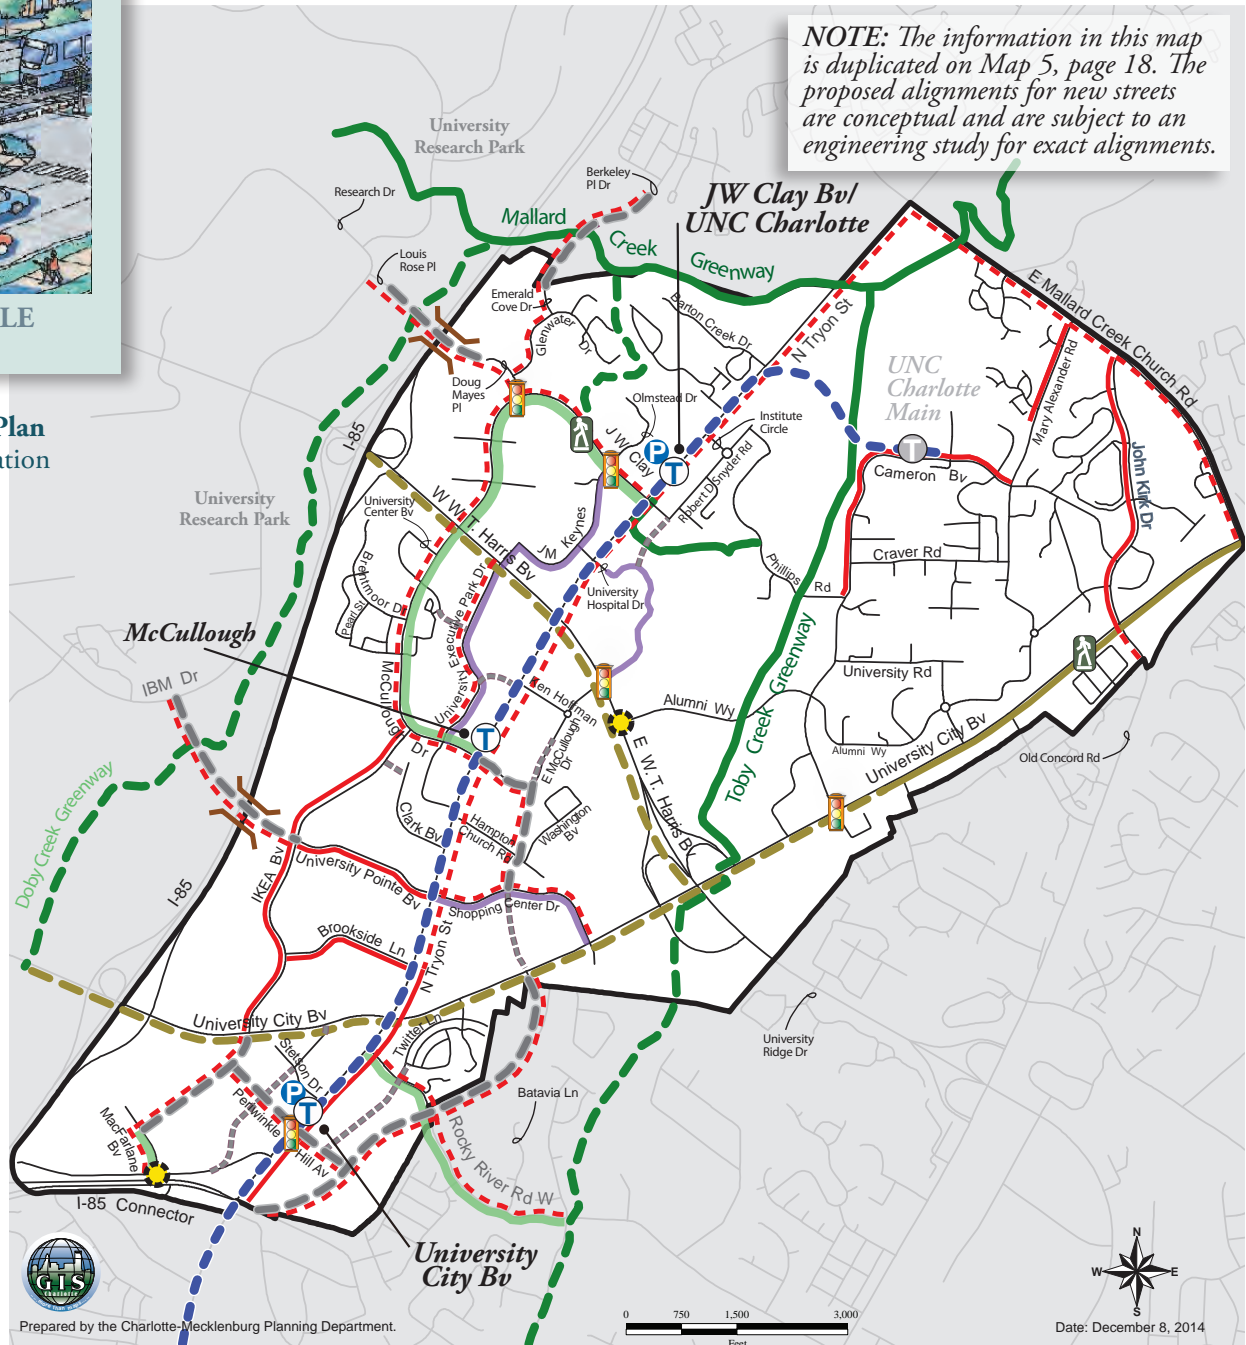 NOTE: The information in this map
is duplicated on Map 5, page 18. The
proposed alignments for new streets
are conceptual and are subject to an
engineering study for exact alignments.
LE
Plan
University
Research Park
Berkeley
Pl Dr
Research Dr
JW Clay Bv/
UNC Charlotte
Mallard
Creek
Greenway
Louis
Rose Pl
Emerald
Cove Dr
Glenwater
Dr
Barton Creek Dr
N Tryon St
E Mallard Creek Church Rd
UNC
Charlotte
Main
Mary Alexander Rd
Doug
Mayes
Pl
Olmstead Dr
Institute
Circle
J W
Clay
I-85
P
T
T
Robert D Snyder Rd
Cameron Bv
John Kirk Dr
University
Research Park
University
Center Bv
W W.T. Harris Bv
JM Keynes
Craver Rd
Phillips
Rd
Brentmoor Dr
Pearl St
University
Hospital Dr
University Executive Park Dr
McCullough
Toby Creek Greenway
University Rd
IBM Dr
McCullough
Dr
Ken Hoffman
Alumni Wy
T
E McCullough
Dr
Alumni Wy
University City Bv
Old Concord Rd
E W.T. Harris Bv
Doby Creek Greenway
Clark Bv
Hampton
Church Rd
Washington
Bv
IKEA Bv
University Pointe
Bv
I-85
Shopping Center Dr
Brookside Ln
N Tryon St
University City Bv
Twitter Ln
University
Ridge Dr
Stetson Dr
P
T
Periwinkle
Hill Av
Batavia Ln
MacFarlane
Bv
Rocky River Rd W
I-85 Connector
University
City Bv
GIS
Charlotte
N
W
E
S
0 750 1,500 3,000
Feet
Prepared by the Charlotte-Mecklenburg Planning Department.
Date: December 8, 2014